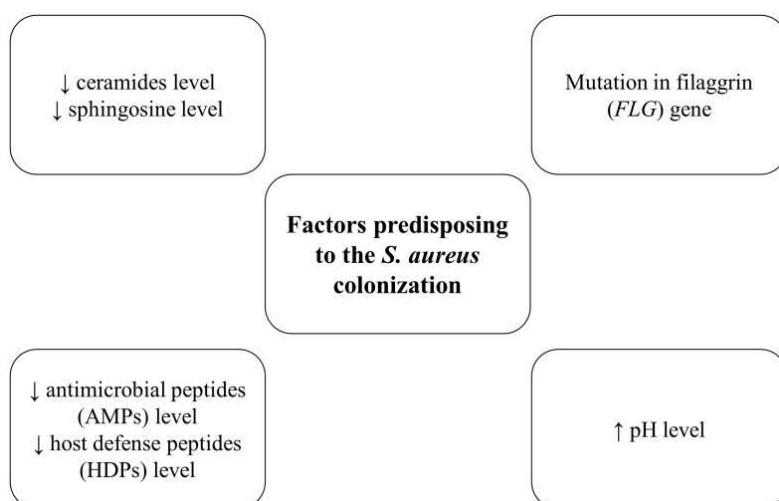 ↓ ceramides level
↓ sphingosine level
Mutation in filaggrin
(FLG) gene
Factors predisposing
to the S. aureus
colonization
↓ antimicrobial peptides
(AMPs) level
↓ host defense peptides
(HDPs) level
↑ pH level